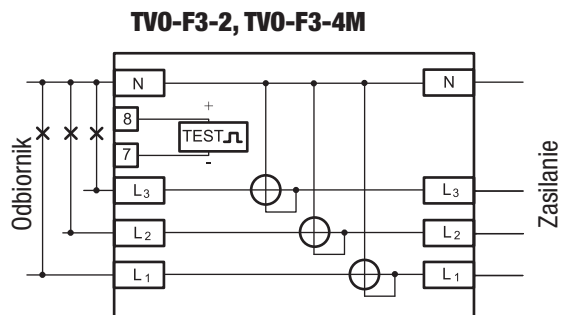 TVO-F3-2, TVO-F3-4M
N N
8 +
TEST
7 -
L3 L3
L2 L2
L1 L1
Odbiornik
Zasilanie